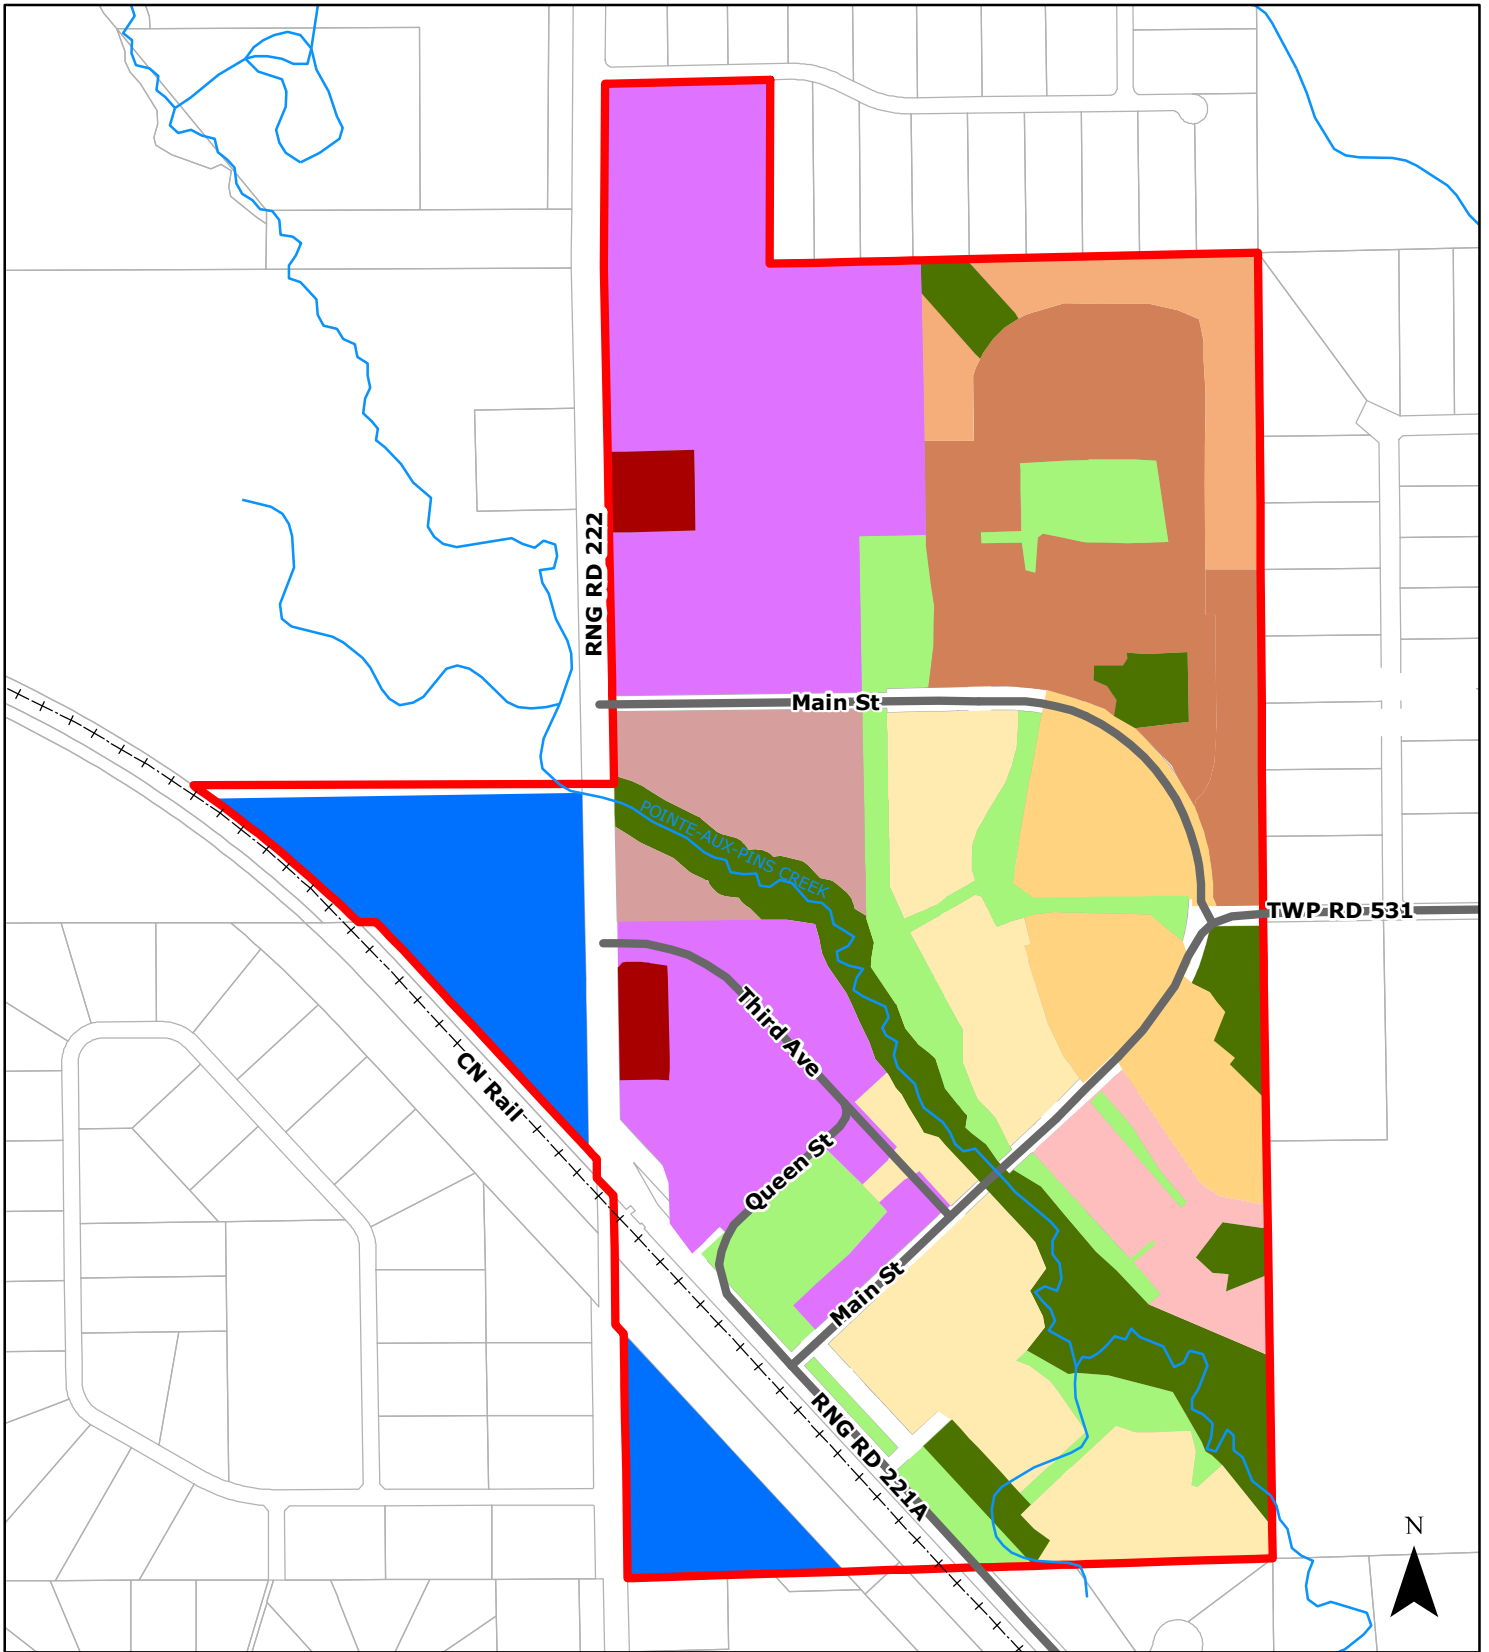 RNG RD 222
Main St
POINTE-AUX-PINS CREEK
TWP RD 531
Third Ave
CN Rail
Queen St
Main St
RNG RD 221A
N